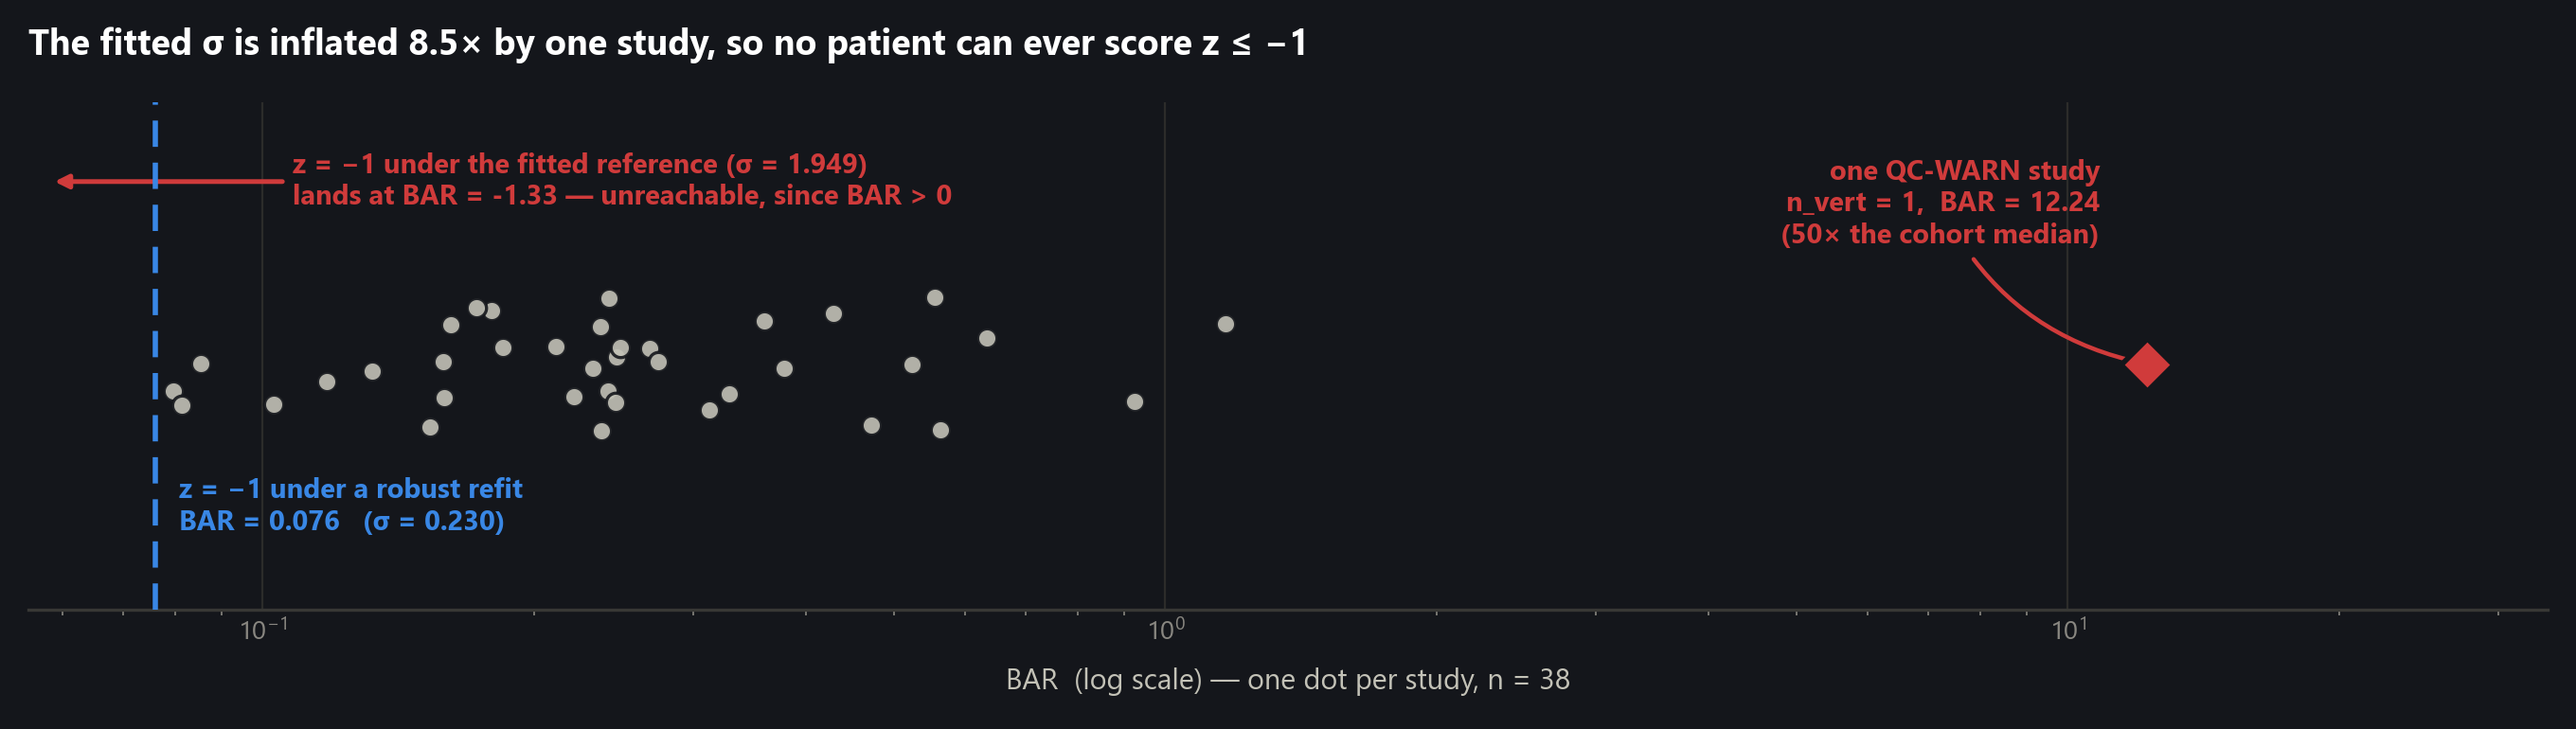 The fitted σ is inflated 8.5× by one study, so no patient can ever score z ≤ −1
z = −1 under the fitted reference (σ = 1.949)
lands at BAR = -1.33 — unreachable, since BAR > 0
one QC-WARN study
n_vert = 1,  BAR = 12.24
(50× the cohort median)
z = −1 under a robust refit
BAR = 0.076   (σ = 0.230)
10⁻¹
10⁰
10¹
BAR  (log scale) — one dot per study, n = 38